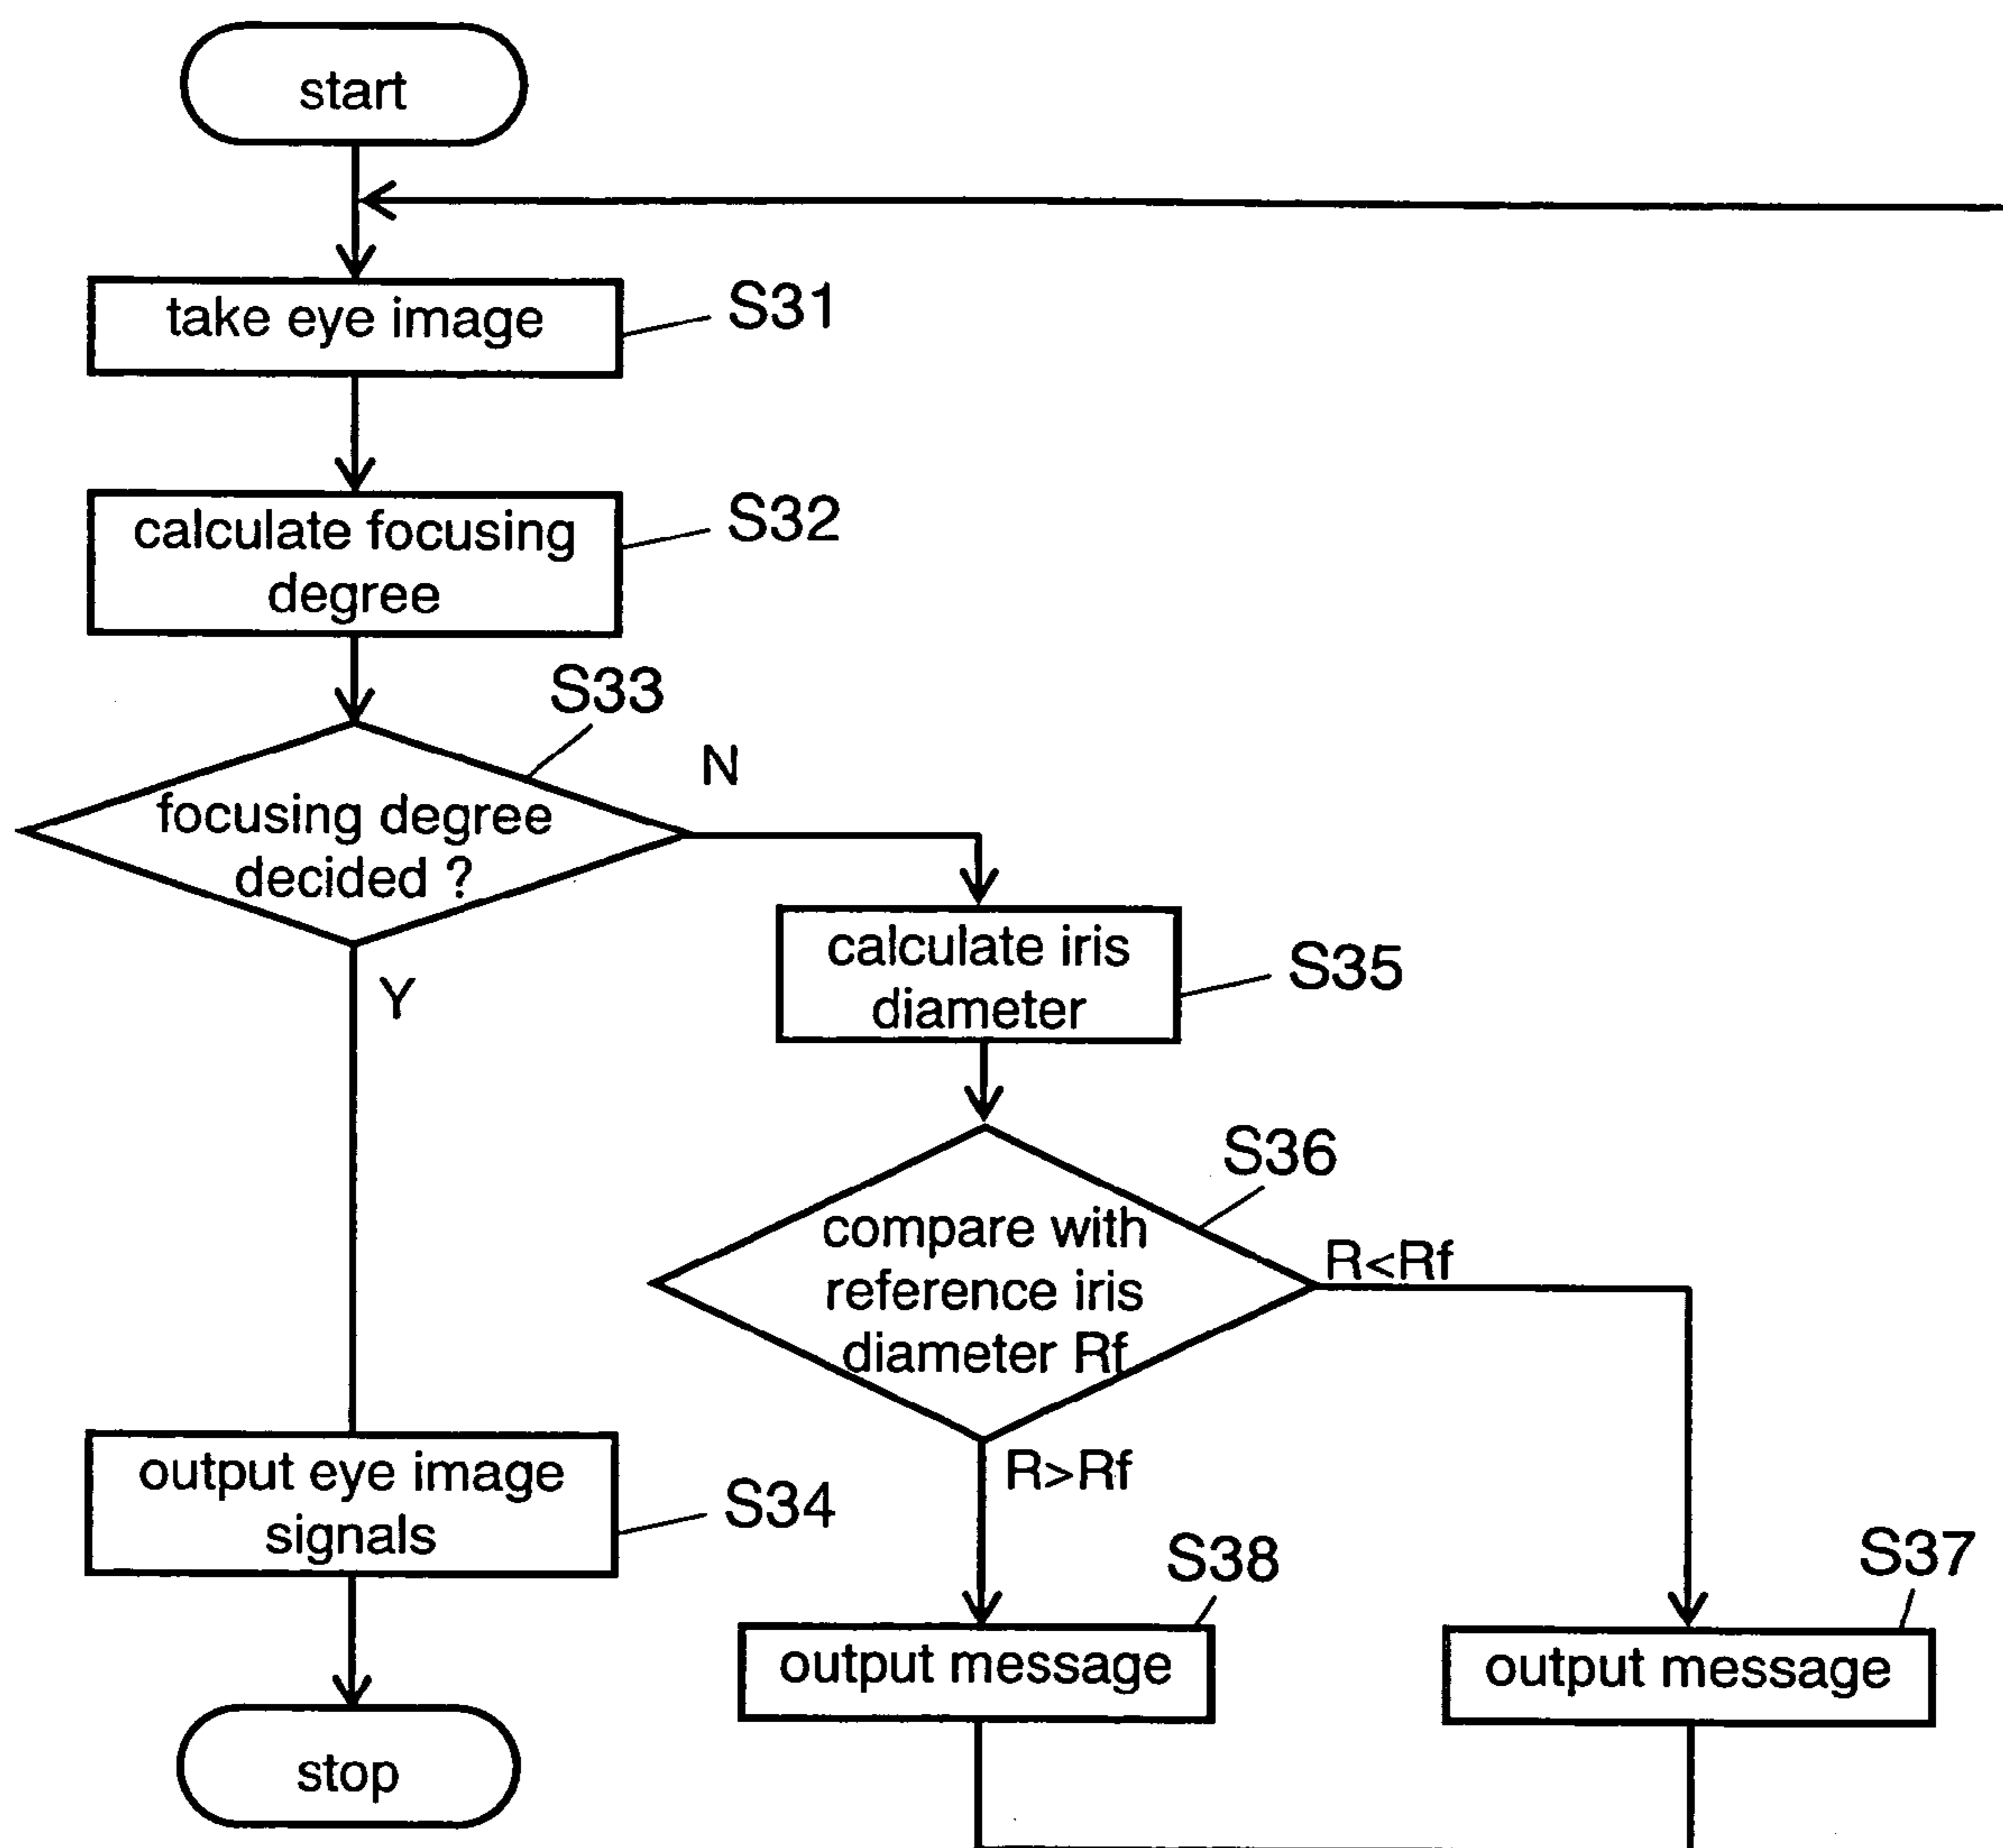 start
take eye image
S31
calculate focusing
degree
S32
S33
focusing degree
decided ?
N
Y
calculate iris
diameter
S35
S36
compare with
reference iris
diameter Rf
R<Rf
R>Rf
output eye image
signals
S34
S38
output message
S37
output message
stop